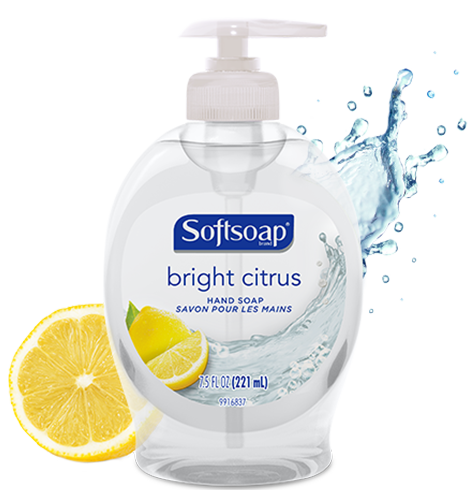 Softsoap®
brand
bright citrus
HAND SOAP
SAVON POUR LES MAINS
7.5 FL OZ (221 mL)
9916837